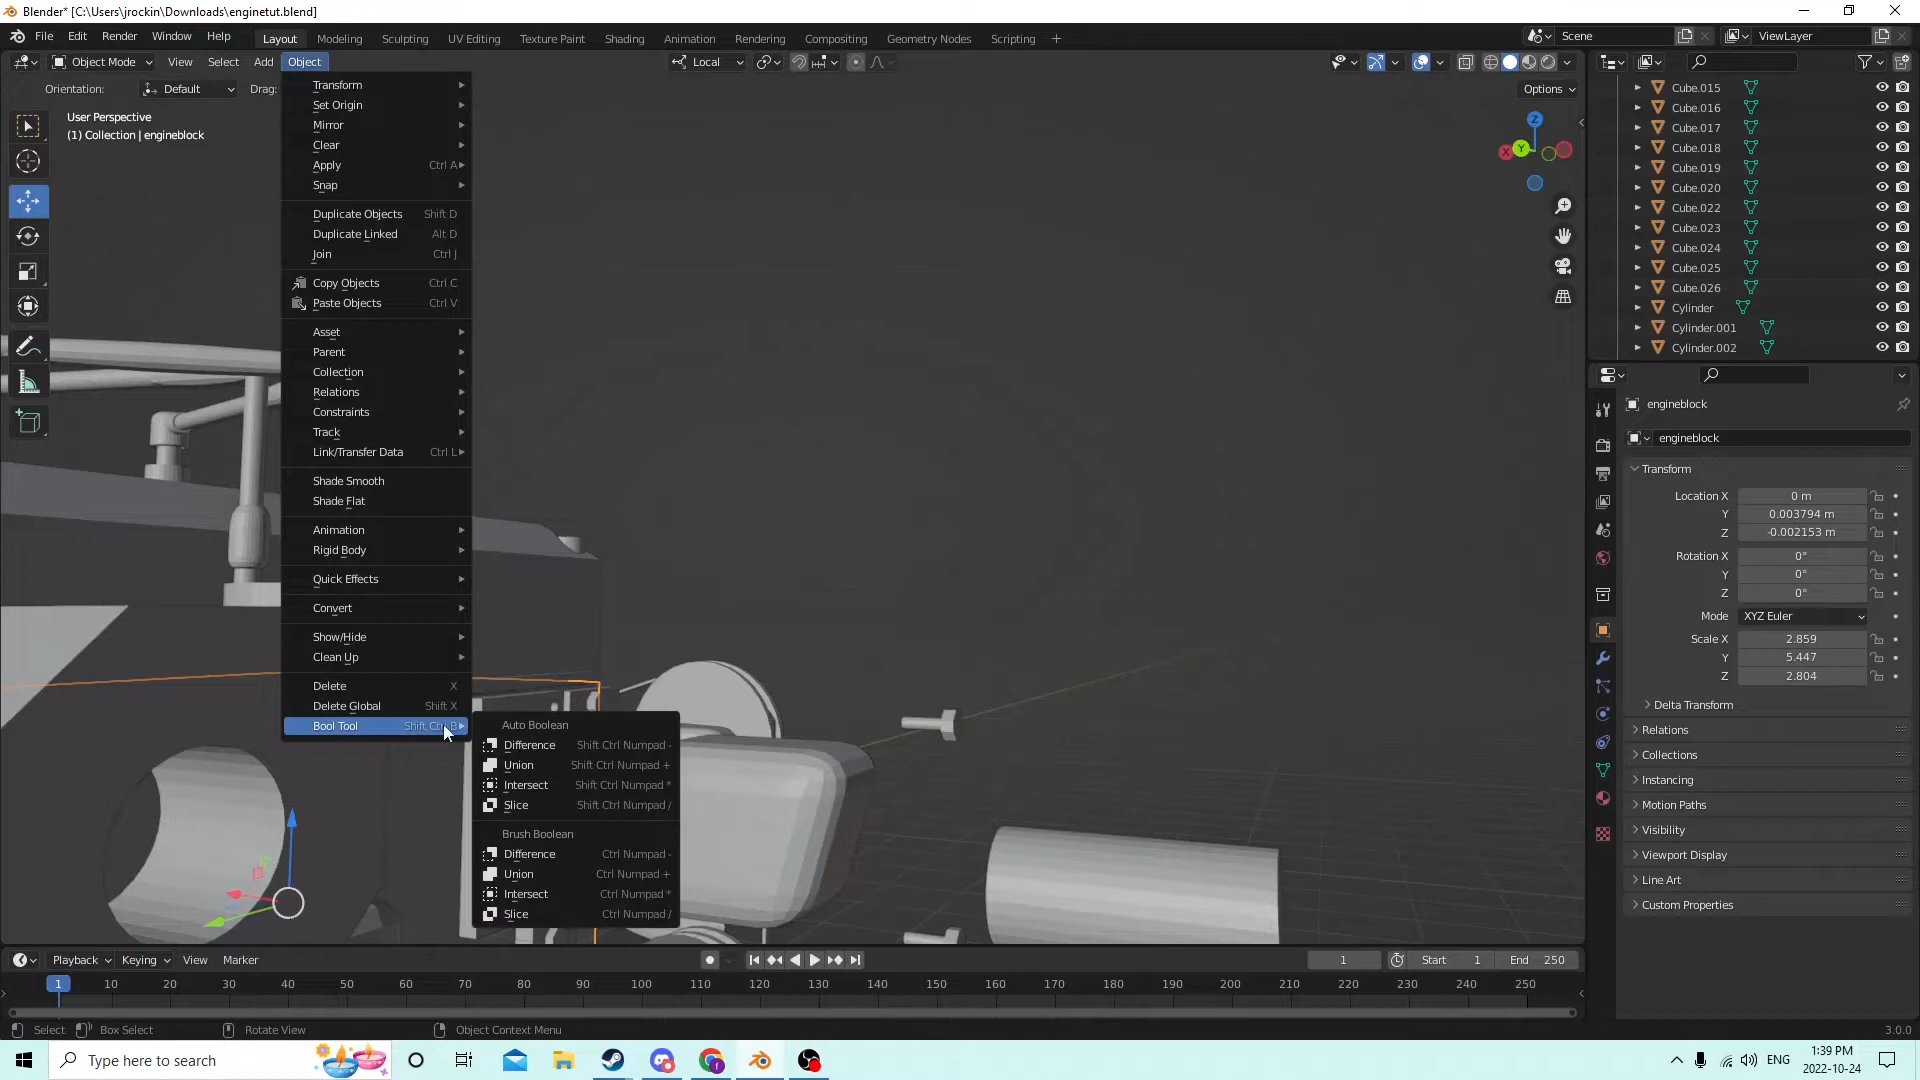 Blender* [C:\Users\jrockin\Downloads\enginetut.blend]
File Edit Render Window Help Layout Modeling Sculpting UV Editing Texture Paint Shading Animation Rendering Compositing Geometry Nodes Scripting + Scene ViewLayer
Object Mode View Select Add Object Local
Orientation: Default Drag: Options
User Perspective
(1) Collection | engineblock
Transform
Set Origin
Mirror
Clear
Apply Ctrl A
Snap
Duplicate Objects Shift D
Duplicate Linked Alt D
Join Ctrl J
Copy Objects Ctrl C
Paste Objects Ctrl V
Asset
Parent
Collection
Relations
Constraints
Track
Link/Transfer Data Ctrl L
Shade Smooth
Shade Flat
Animation
Rigid Body
Quick Effects
Convert
Show/Hide
Clean Up
Delete X
Delete Global Shift X
Bool Tool Shift Ctrl B
Auto Boolean
Difference Shift Ctrl Numpad -
Union Shift Ctrl Numpad +
Intersect Shift Ctrl Numpad *
Slice Shift Ctrl Numpad /
Brush Boolean
Difference Ctrl Numpad -
Union Ctrl Numpad +
Intersect Ctrl Numpad *
Slice Ctrl Numpad /
Z
X Y
Cube.015
Cube.016
Cube.017
Cube.018
Cube.019
Cube.020
Cube.022
Cube.023
Cube.024
Cube.025
Cube.026
Cylinder
Cylinder.001
Cylinder.002
engineblock
engineblock
Transform
Location X 0 m
Y 0.003794 m
Z -0.002153 m
Rotation X 0°
Y 0°
Z 0°
Mode XYZ Euler
Scale X 2.859
Y 5.447
Z 2.804
Delta Transform
Relations
Collections
Instancing
Motion Paths
Visibility
Viewport Display
Line Art
Custom Properties
Playback Keying View Marker 1 Start 1 End 250
1 10 20 30 40 50 60 70 80 90 100 110 120 130 140 150 160 170 180 190 200 210 220 230 240 250
Select Box Select Rotate View Object Context Menu 3.0.0
Type here to search ENG 1:39 PM
2022-10-24